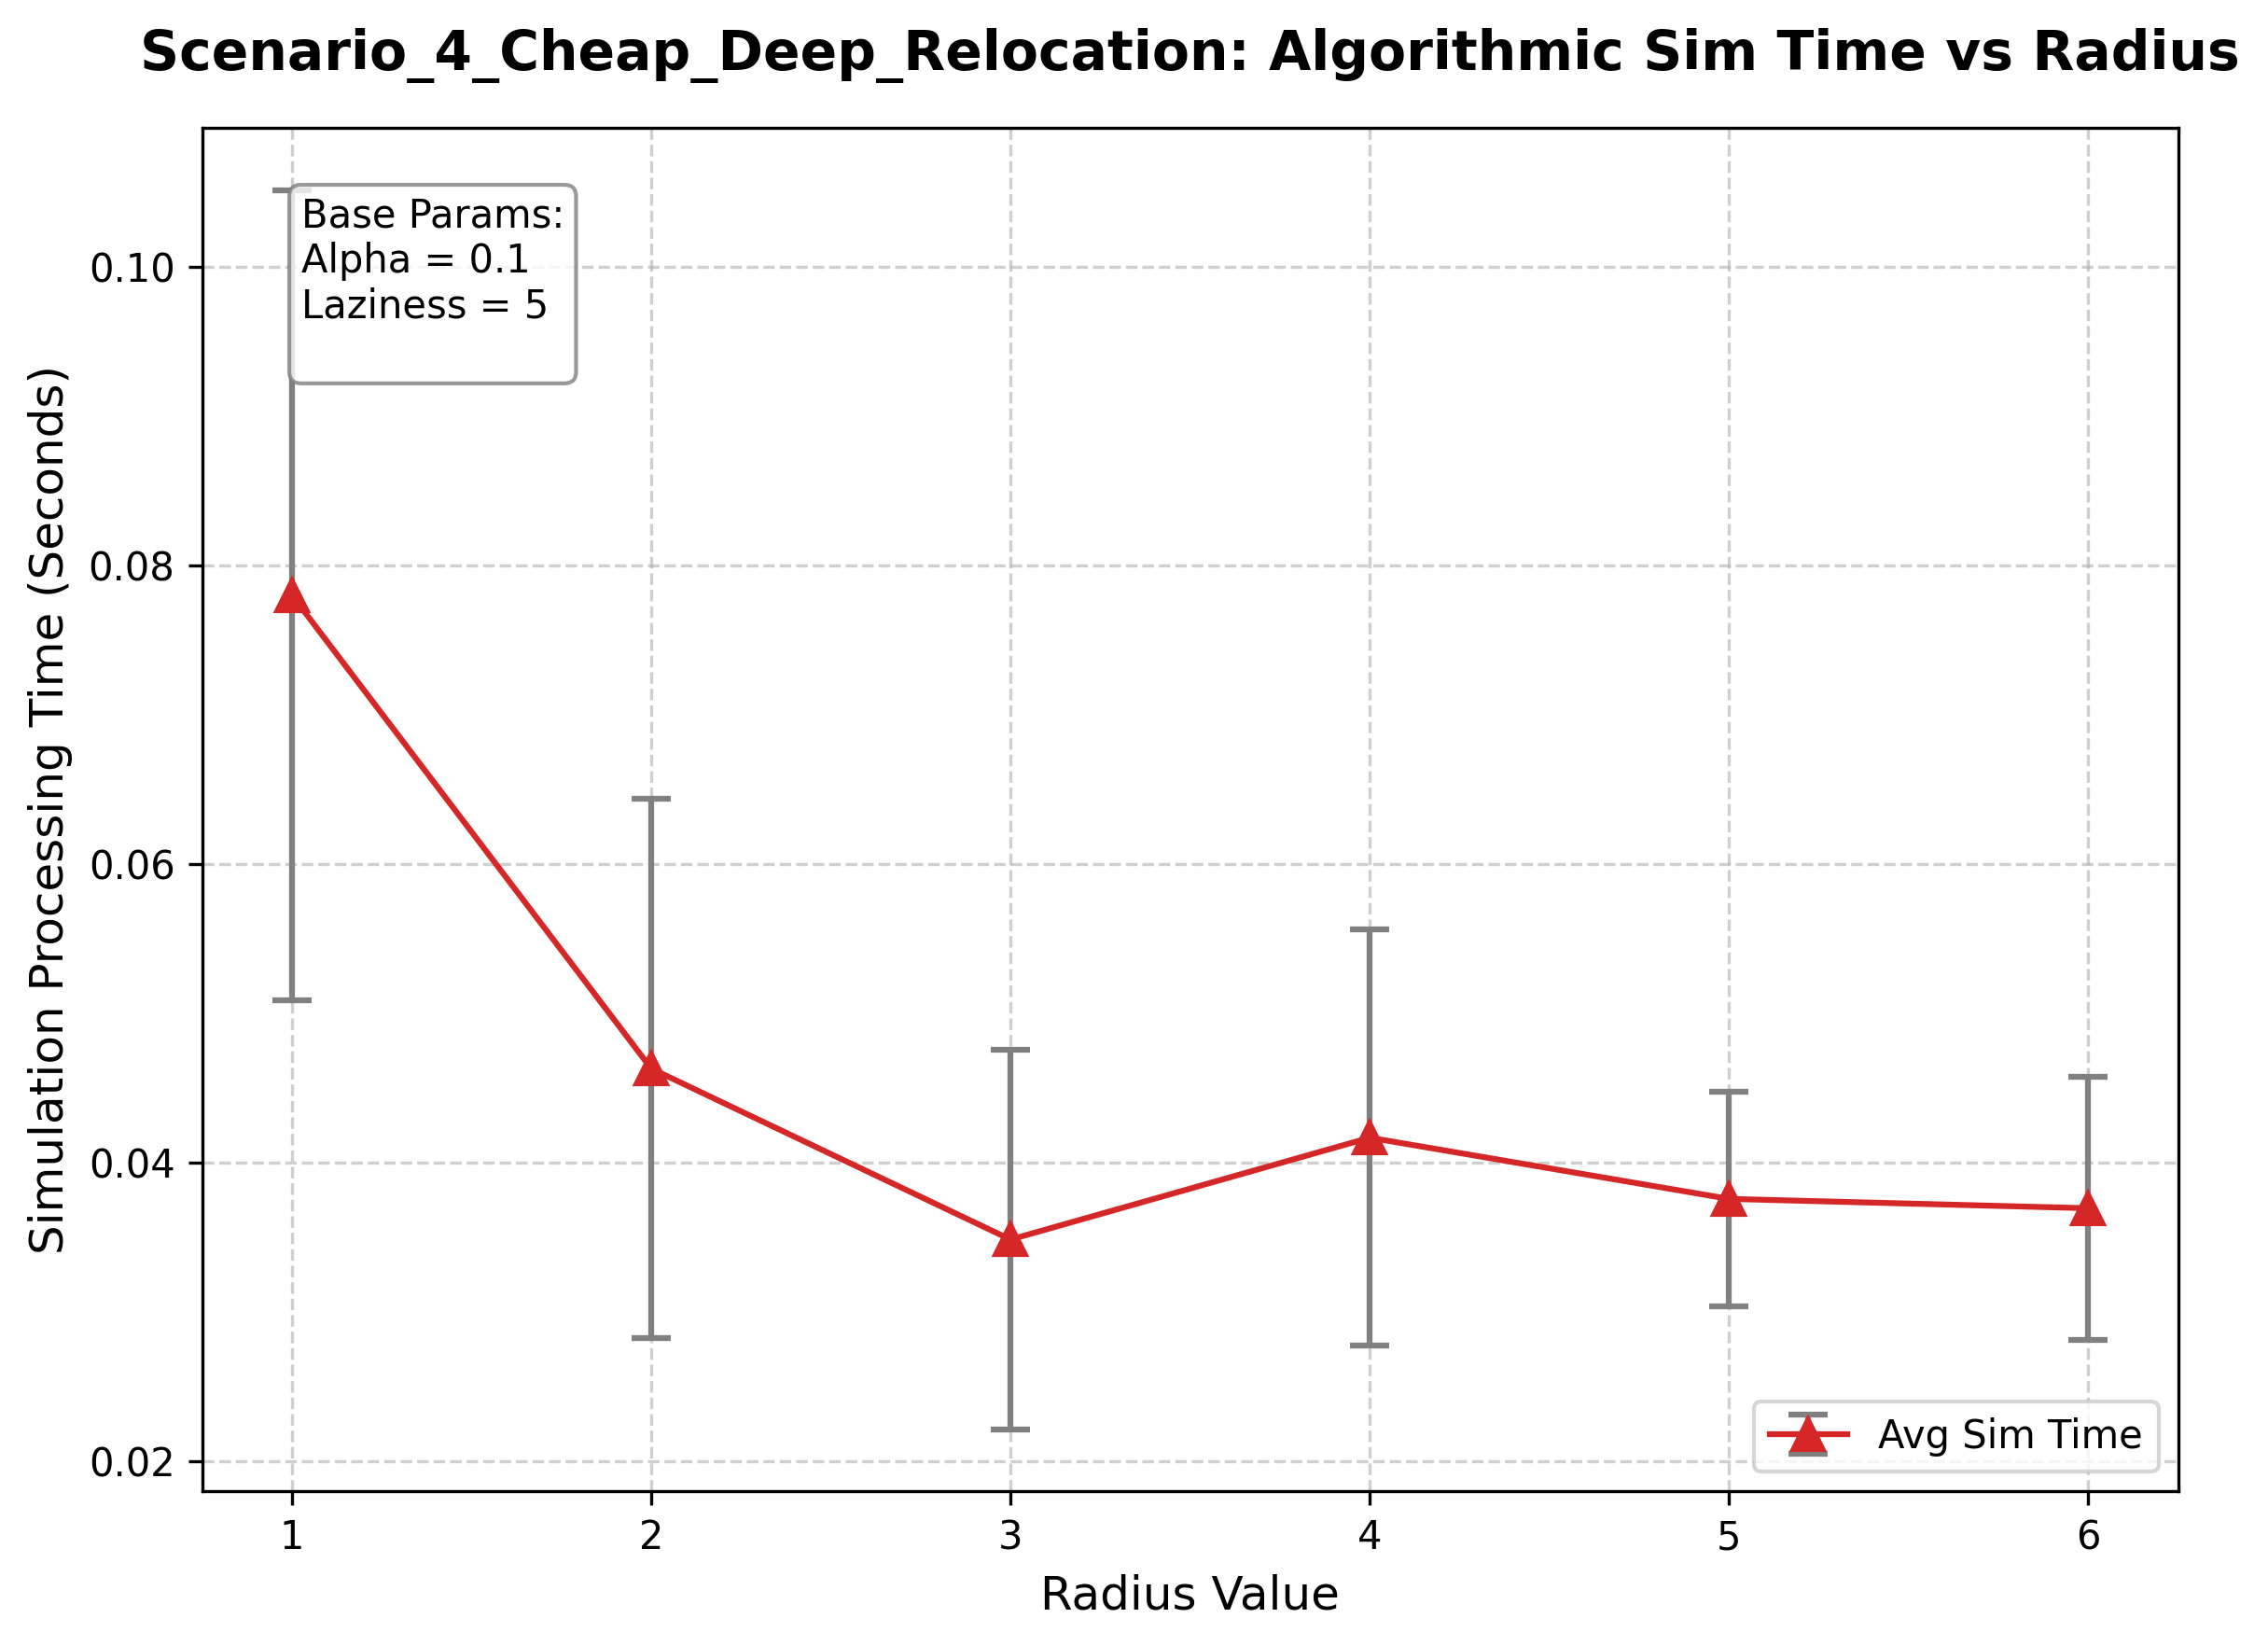 Scenario_4_Cheap_Deep_Relocation: Algorithmic Sim Time vs Radius
Base Params:
Alpha = 0.1
Laziness = 5
Simulation Processing Time (Seconds)
0.10
0.08
0.06
0.04
0.02
Avg Sim Time
1 2 3 4 5 6
Radius Value